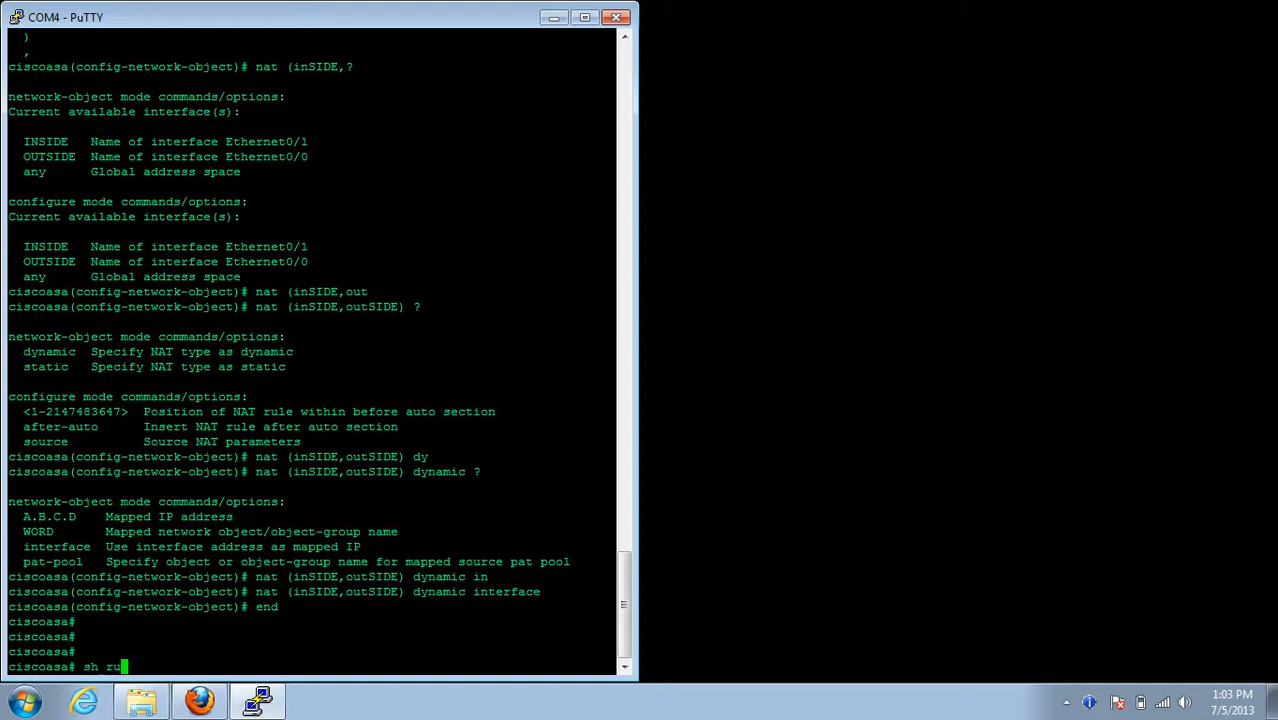 COM4 - PuTTY
)
,
ciscoasa(config-network-object)# nat (inSIDE,?
network-object mode commands/options:
Current available interface(s):
INSIDE   Name of interface Ethernet0/1
OUTSIDE  Name of interface Ethernet0/0
any      Global address space
configure mode commands/options:
Current available interface(s):
INSIDE   Name of interface Ethernet0/1
OUTSIDE  Name of interface Ethernet0/0
any      Global address space
ciscoasa(config-network-object)# nat (inSIDE,out
ciscoasa(config-network-object)# nat (inSIDE,outSIDE) ?
network-object mode commands/options:
dynamic  Specify NAT type as dynamic
static   Specify NAT type as static
configure mode commands/options:
<1-2147483647>  Position of NAT rule within before auto section
after-auto      Insert NAT rule after auto section
source          Source NAT parameters
ciscoasa(config-network-object)# nat (inSIDE,outSIDE) dy
ciscoasa(config-network-object)# nat (inSIDE,outSIDE) dynamic ?
network-object mode commands/options:
A.B.C.D    Mapped IP address
WORD       Mapped network object/object-group name
interface  Use interface address as mapped IP
pat-pool   Specify object or object-group name for mapped source pat pool
ciscoasa(config-network-object)# nat (inSIDE,outSIDE) dynamic in
ciscoasa(config-network-object)# nat (inSIDE,outSIDE) dynamic interface
ciscoasa(config-network-object)# end
ciscoasa#
ciscoasa#
ciscoasa#
ciscoasa# sh ru
1:03 PM
7/5/2013